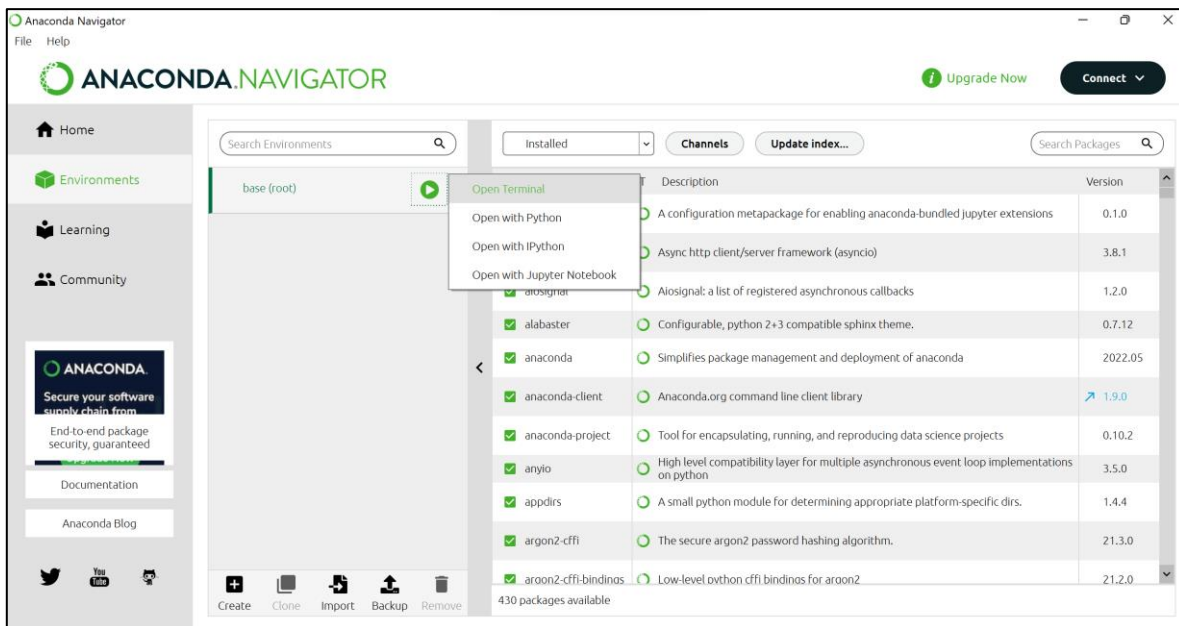 Anaconda Navigator
File Help
ANACONDA.NAVIGATOR
i Upgrade Now
Connect
Home
Environments
Learning
Community
ANACONDA.
Secure your software
supply chain from
End-to-end package
security, guaranteed
Documentation
Anaconda Blog
You
Tube
Search Environments
base (root)
Open Terminal
Open with Python
Open with IPython
Open with Jupyter Notebook
Create Clone Import Backup Remove
Installed Channels Update index... Search Packages
T Description Version
A configuration metapackage for enabling anaconda-bundled jupyter extensions 0.1.0
Async http client/server framework (asyncio) 3.8.1
aiosignal Aiosignal: a list of registered asynchronous callbacks 1.2.0
alabaster Configurable, python 2+3 compatible sphinx theme. 0.7.12
anaconda Simplifies package management and deployment of anaconda 2022.05
anaconda-client Anaconda.org command line client library 1.9.0
anaconda-project Tool for encapsulating, running, and reproducing data science projects 0.10.2
anyio High level compatibility layer for multiple asynchronous event loop implementations
on python 3.5.0
appdirs A small python module for determining appropriate platform-specific dirs. 1.4.4
argon2-cffi The secure argon2 password hashing algorithm. 21.3.0
argon2-cffi-bindings Low-level python cffi bindings for argon2 21.2.0
430 packages available